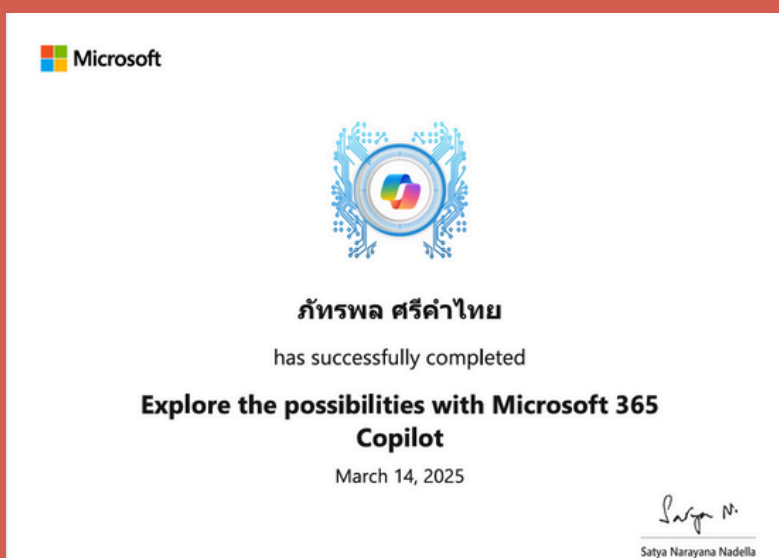 Microsoft
ภัทรพล ศรีคำไทย
has successfully completed
Explore the possibilities with Microsoft 365
Copilot
March 14, 2025
Satya N.
Satya Narayana Nadella